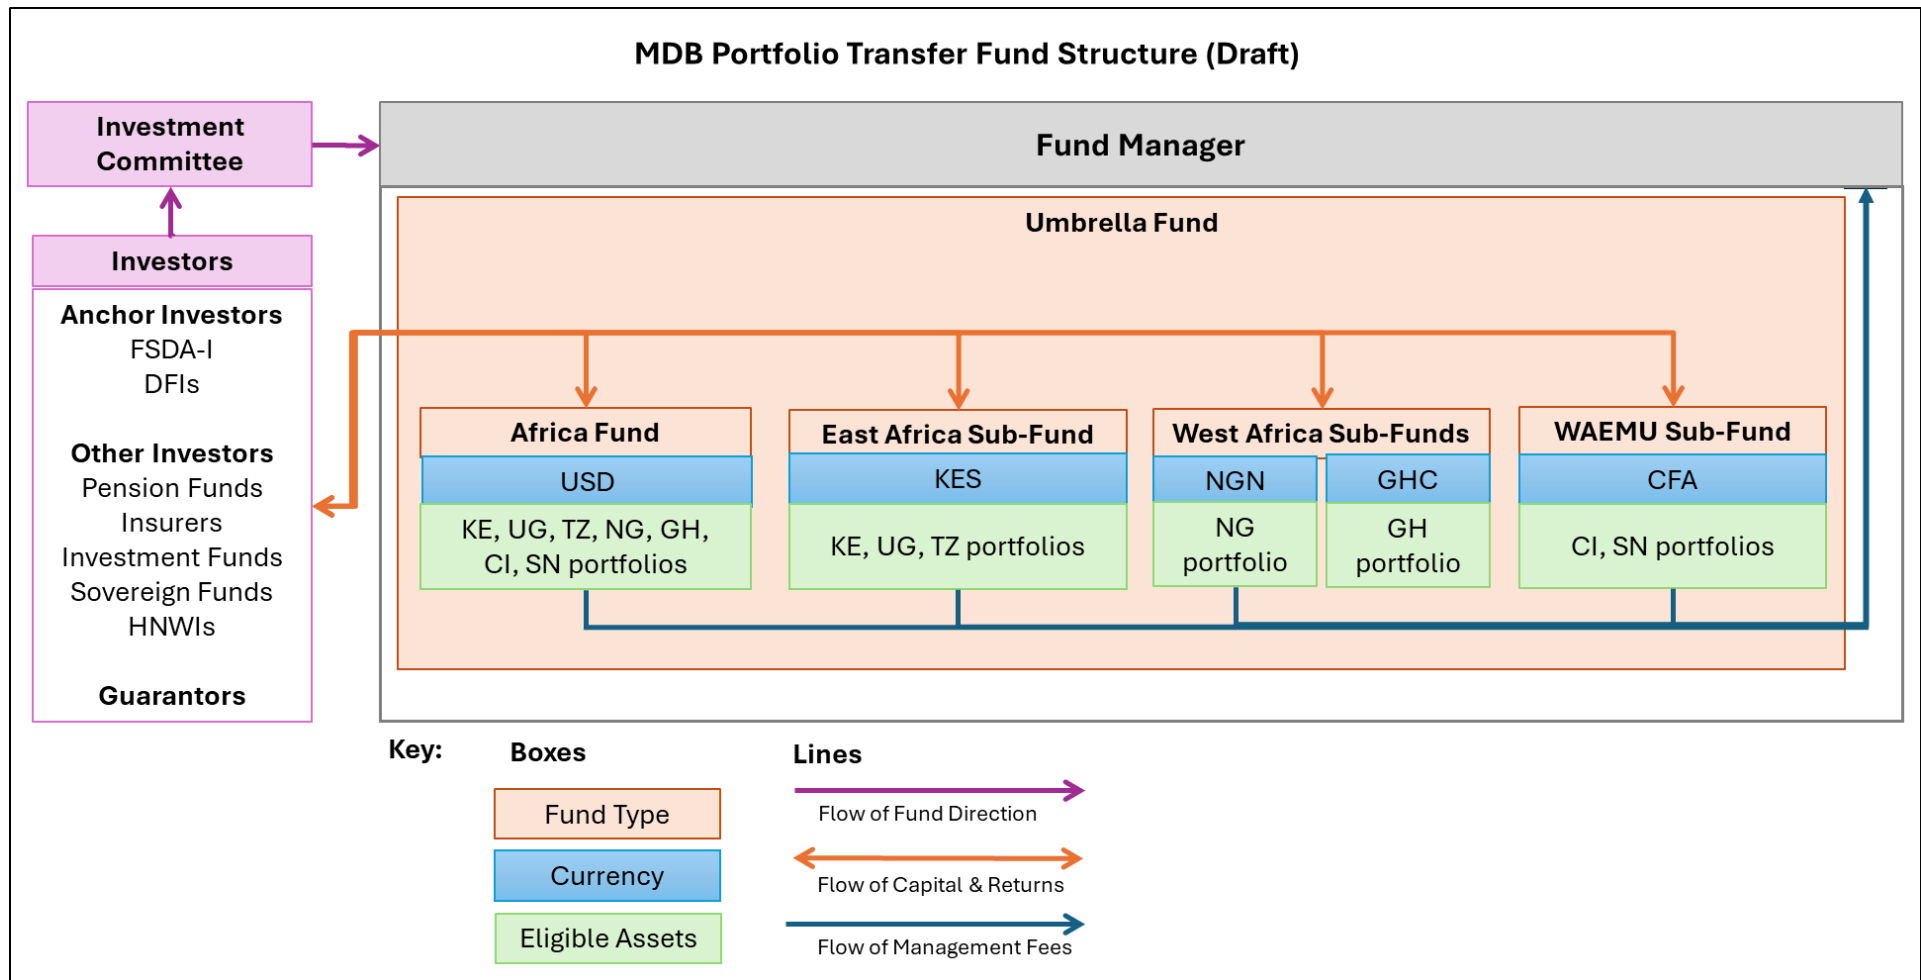 MDB Portfolio Transfer Fund Structure (Draft)
Investment
Committee
Fund Manager
Investors
Anchor Investors
FSDA-I
DFIs
Other Investors
Pension Funds
Insurers
Investment Funds
Sovereign Funds
HNWIs
Guarantors
Umbrella Fund
Africa Fund
USD
KE, UG, TZ, NG, GH,
CI, SN portfolios
East Africa Sub-Fund
KES
KE, UG, TZ portfolios
West Africa Sub-Funds
NGN
NG
portfolio
GHC
GH
portfolio
WAEMU Sub-Fund
CFA
CI, SN portfolios
Key:
Boxes
Fund Type
Currency
Eligible Assets
Lines
Flow of Fund Direction
Flow of Capital & Returns
Flow of Management Fees